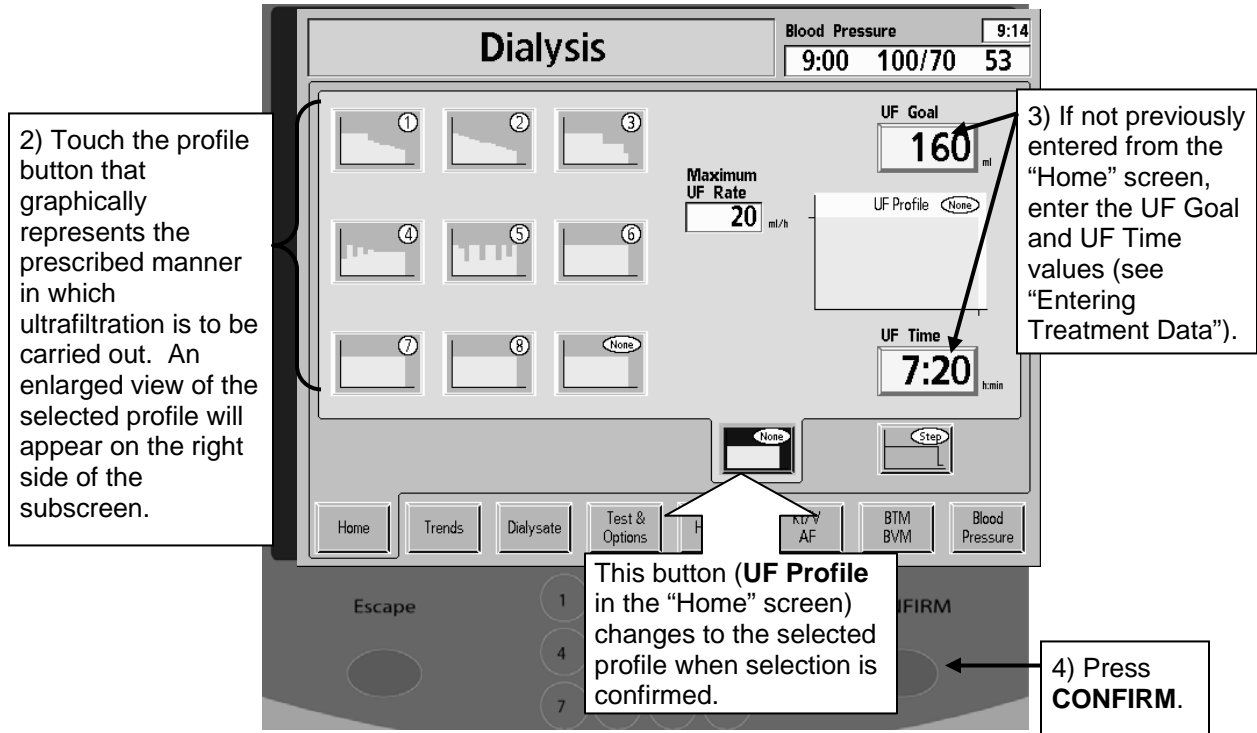 Dialysis
Blood Pressure
9:14
9:00 100/70 53
2) Touch the profile
button that
graphically
represents the
prescribed manner
in which
ultrafiltration is to be
carried out. An
enlarged view of the
selected profile will
appear on the right
side of the
subscreen.
1
2
3
4
5
6
7
8
None
Maximum
UF Rate
20 ml/h
UF Goal
160 ml
UF Profile None
UF Time
7:20 h:min
3) If not previously
entered from the
“Home” screen,
enter the UF Goal
and UF Time
values (see
“Entering
Treatment Data”).
None
Step
Home
Trends
Dialysate
Test &
Options
H
Kt/V
AF
BTM
BVM
Blood
Pressure
This button (UF Profile
in the “Home” screen)
changes to the selected
profile when selection is
confirmed.
Escape
1
4
7
NFIRM
4) Press
CONFIRM.